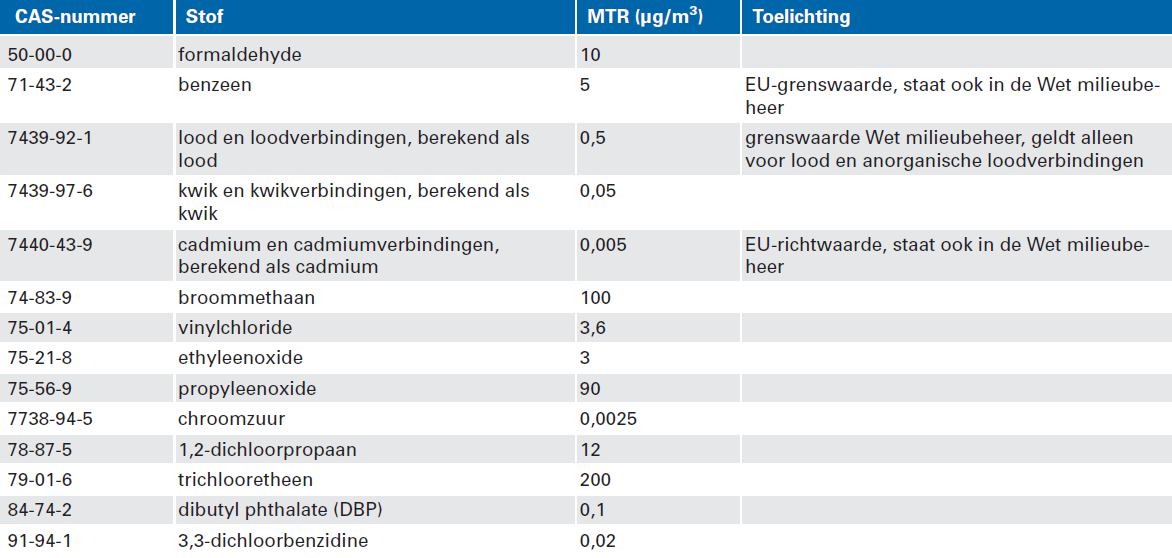 CAS-nummer Stof MTR (µg/m³) Toelichting
50-00-0 formaldehyde 10
71-43-2 benzeen 5 EU-grenswaarde, staat ook in de Wet milieube-
heer
7439-92-1 lood en loodverbindingen, berekend als 0,5 grenswaarde Wet milieubeheer, geldt alleen
lood voor lood en anorganische loodverbindingen
7439-97-6 kwik en kwikverbindingen, berekend als 0,05
kwik
7440-43-9 cadmium en cadmiumverbindingen, 0,005 EU-richtwaarde, staat ook in de Wet milieube-
berekend als cadmium heer
74-83-9 broommethaan 100
75-01-4 vinylchloride 3,6
75-21-8 ethyleenoxide 3
75-56-9 propyleenoxide 90
7738-94-5 chroomzuur 0,0025
78-87-5 1,2-dichloorpropaan 12
79-01-6 trichlooretheen 200
84-74-2 dibutyl phthalate (DBP) 0,1
91-94-1 3,3-dichloorbenzidine 0,02